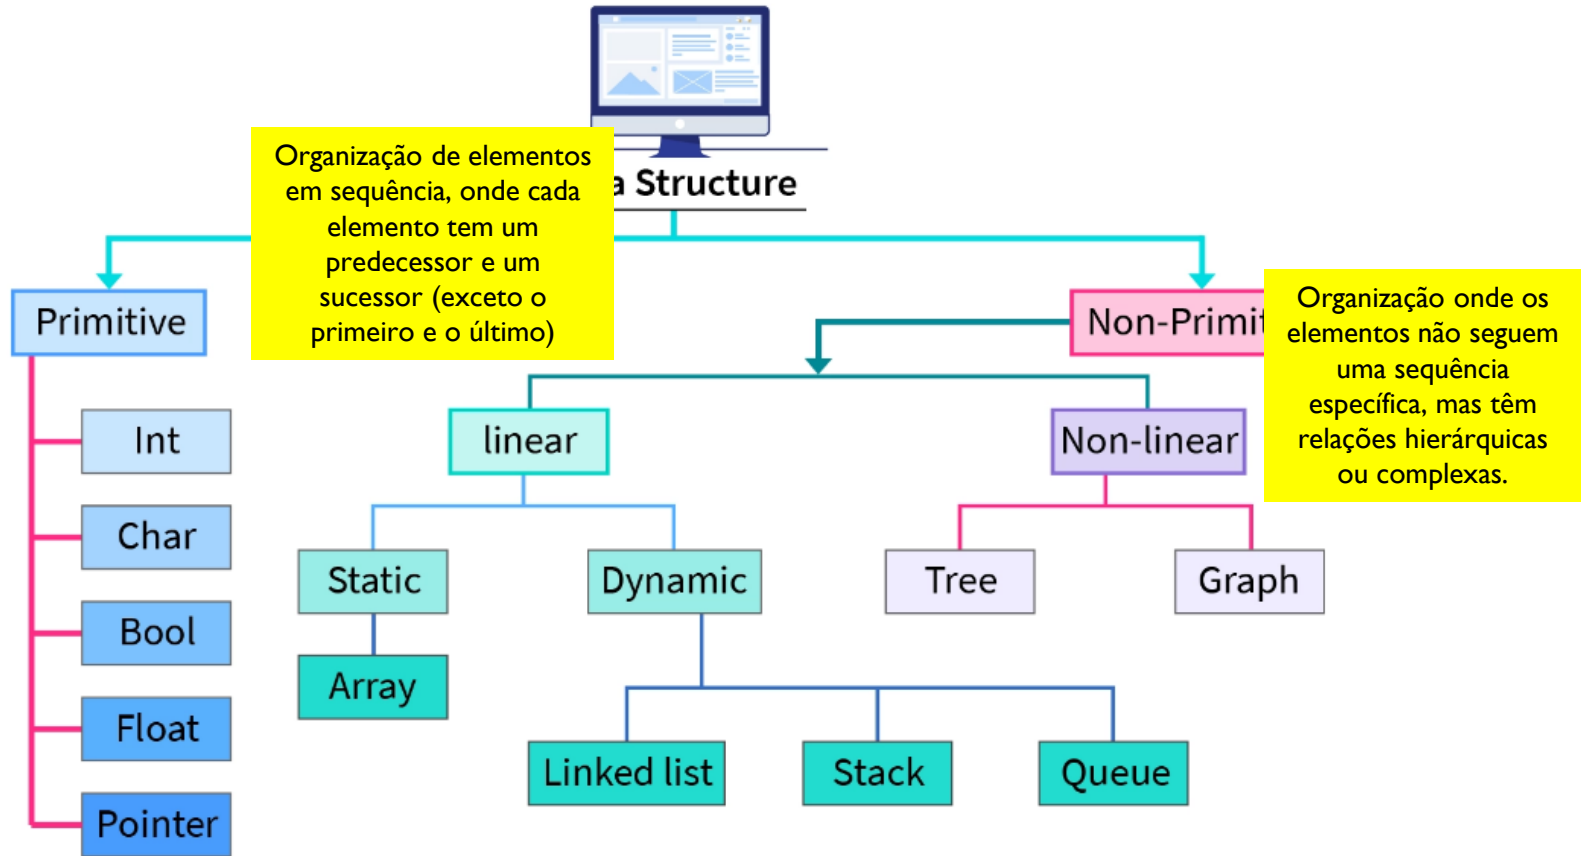 Organização de elementos
em sequência, onde cada
elemento tem um
predecessor e um
sucessor (exceto o
primeiro e o último)
a Structure
Primitive
Non-Primit
Organização onde os
elementos não seguem
uma sequência
específica, mas têm
relações hierárquicas
ou complexas.
Int
Char
Bool
Float
Pointer
linear
Non-linear
Static
Dynamic
Tree
Graph
Array
Linked list
Stack
Queue